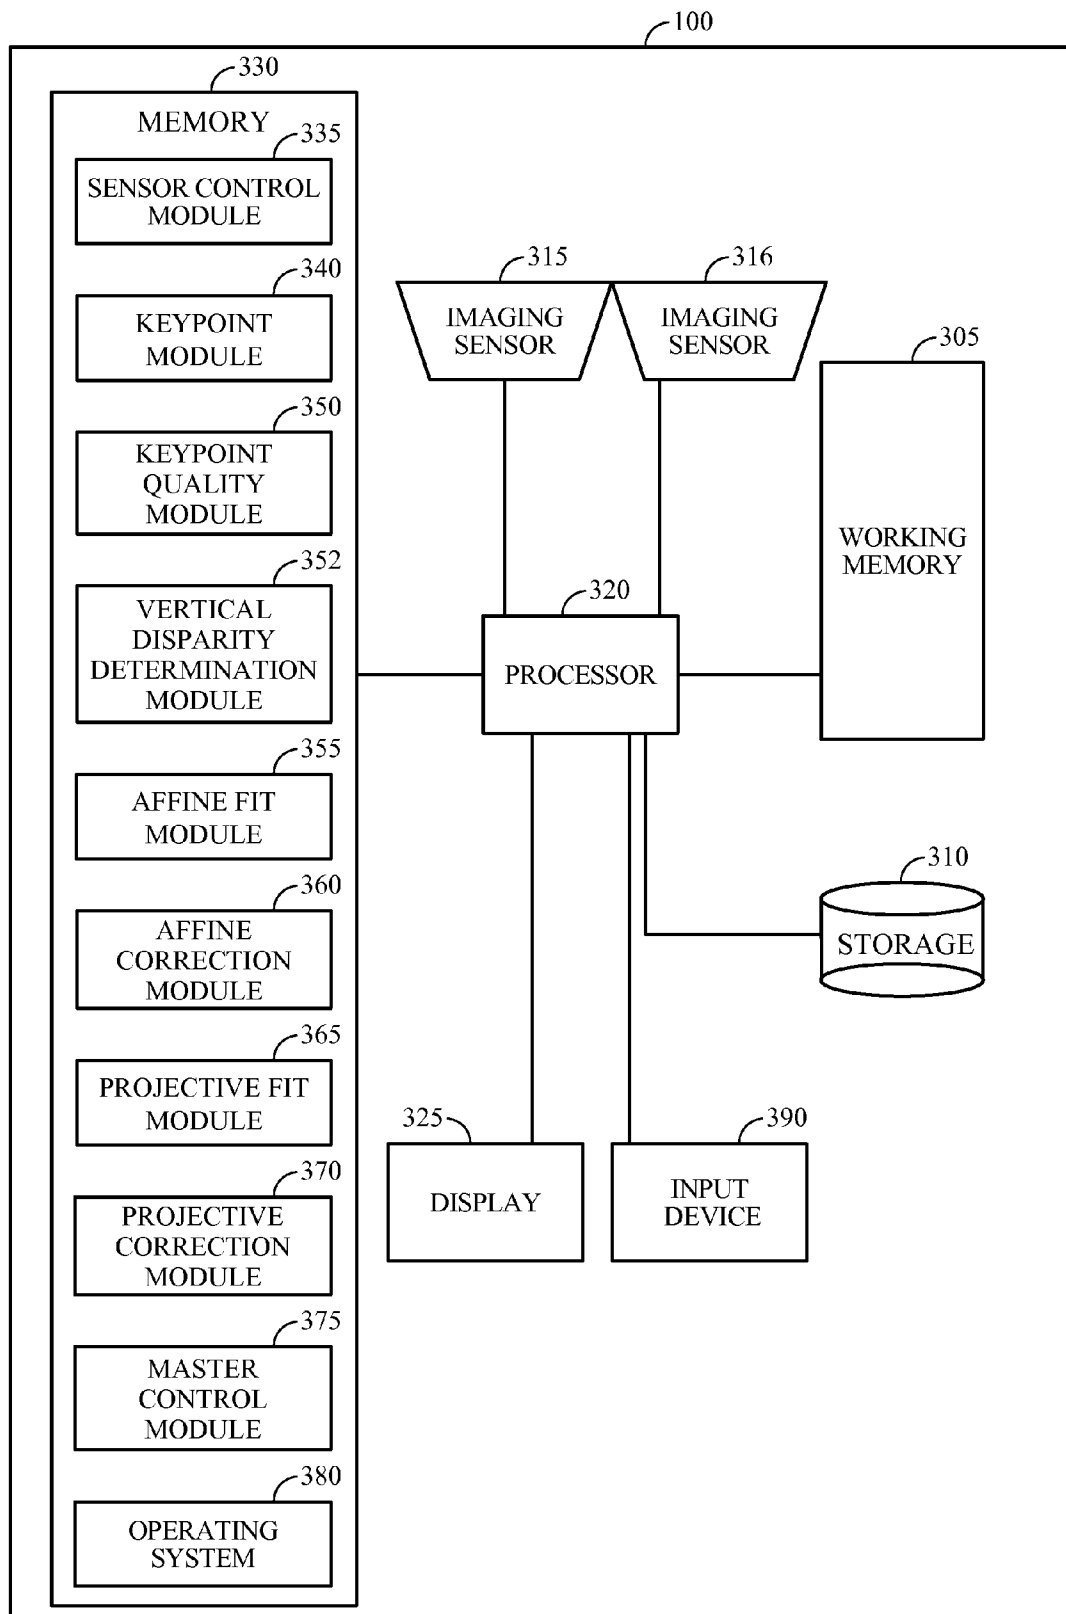 100
330
MEMORY
335
SENSOR CONTROL
MODULE
340
KEYPOINT
MODULE
350
KEYPOINT
QUALITY
MODULE
352
VERTICAL
DISPARITY
DETERMINATION
MODULE
355
AFFINE FIT
MODULE
360
AFFINE
CORRECTION
MODULE
365
PROJECTIVE FIT
MODULE
370
PROJECTIVE
CORRECTION
MODULE
375
MASTER
CONTROL
MODULE
380
OPERATING
SYSTEM
315
IMAGING
SENSOR
316
IMAGING
SENSOR
305
WORKING
MEMORY
320
PROCESSOR
310
STORAGE
325
DISPLAY
390
INPUT
DEVICE